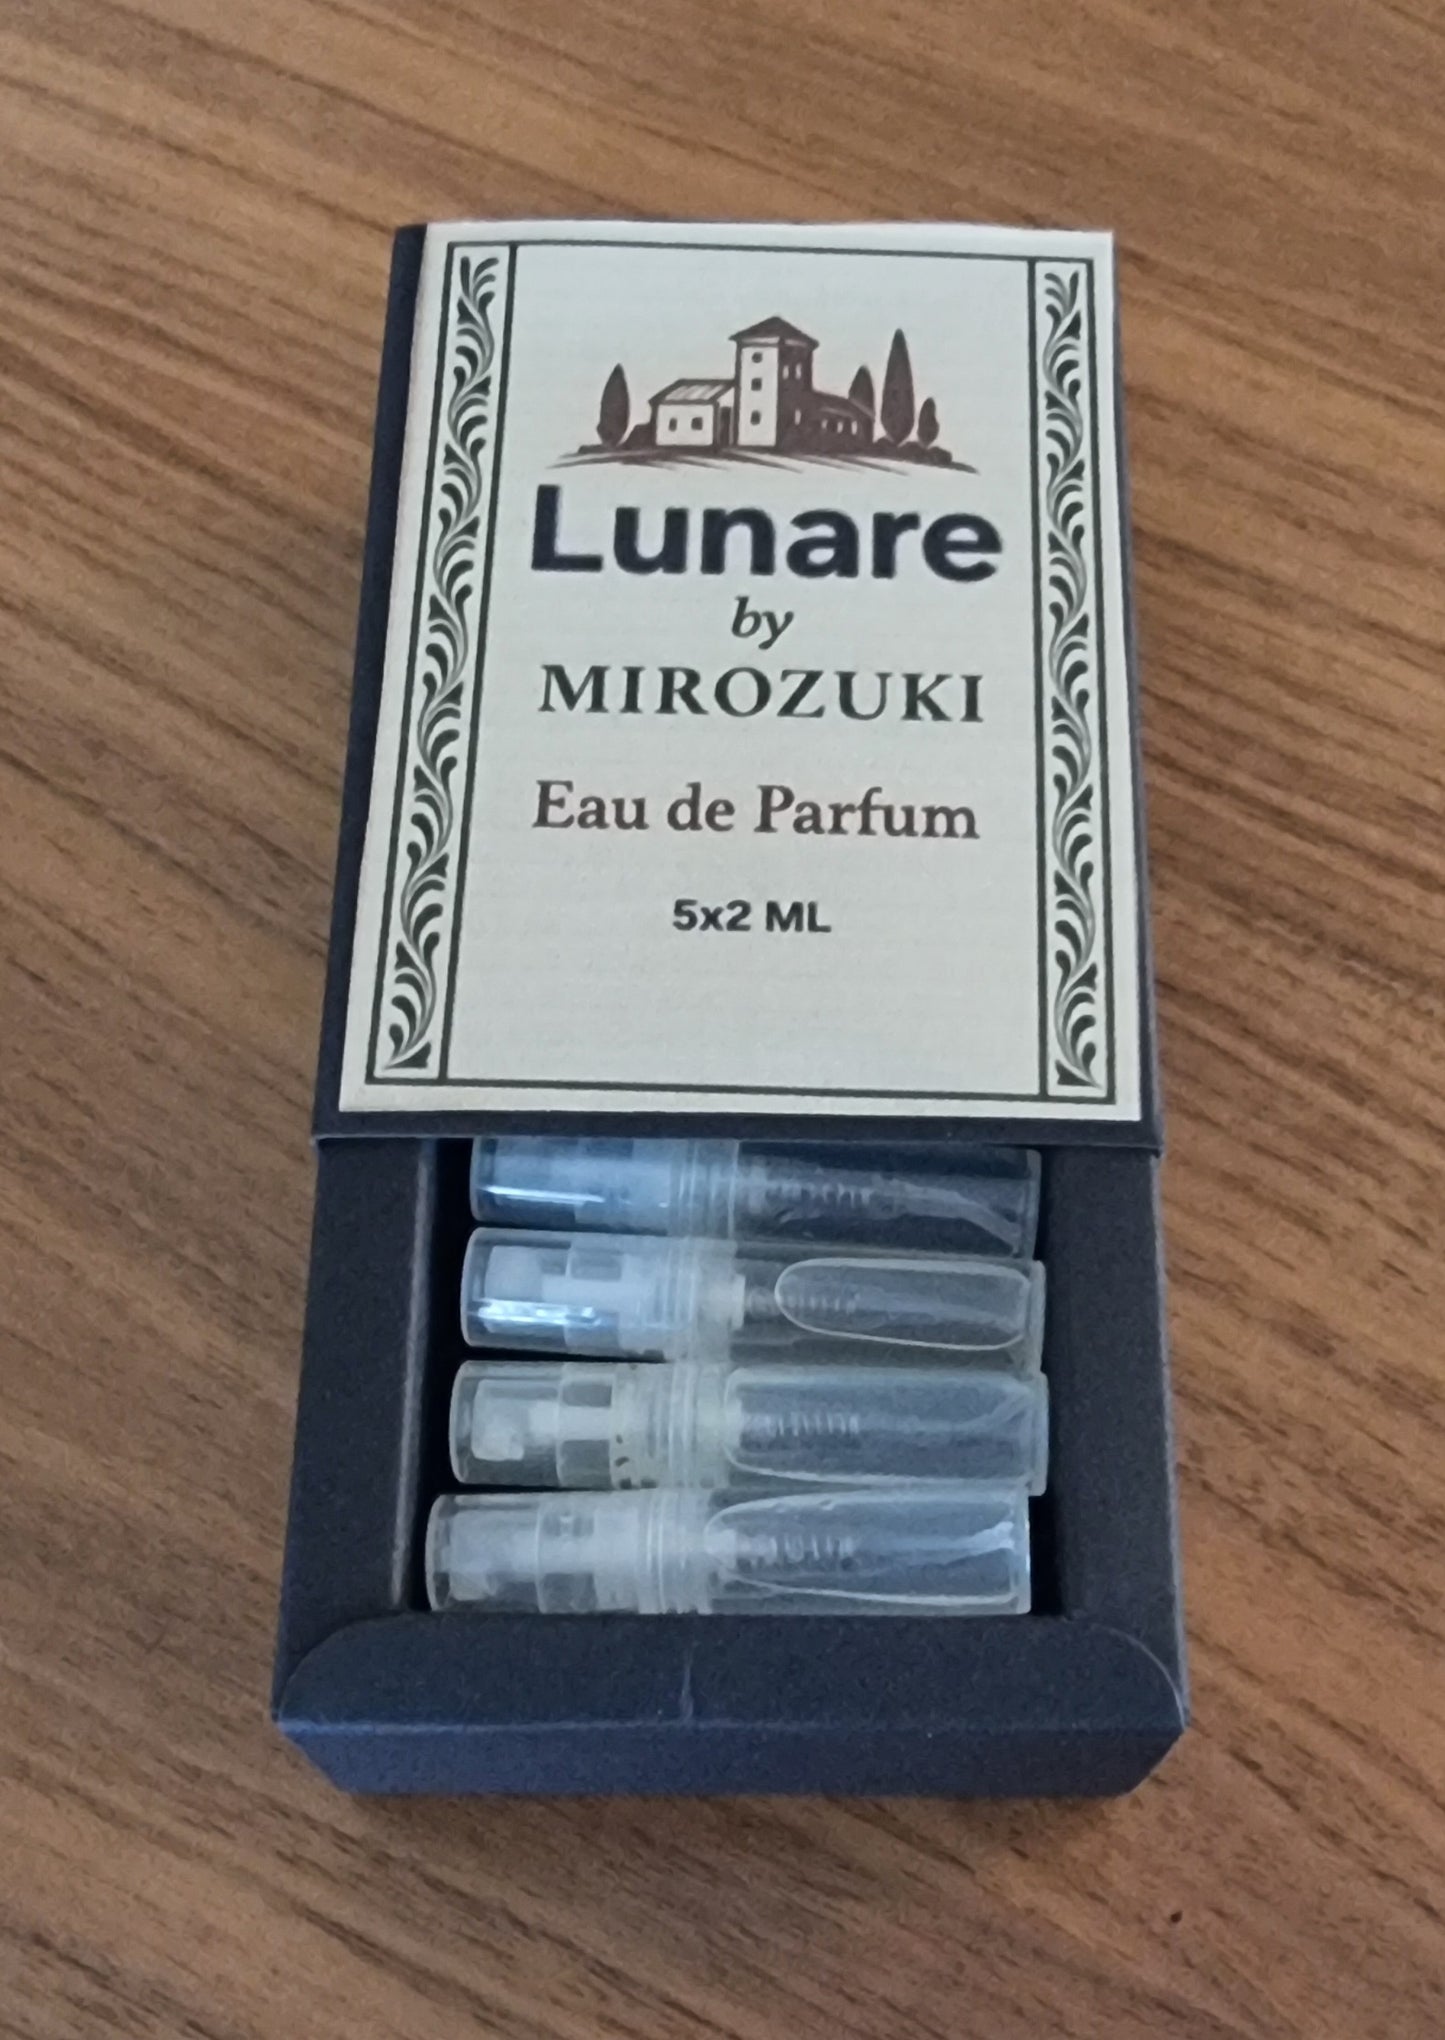 Lunare
by
MIROZUKI
Eau de Parfum
5x2 ML